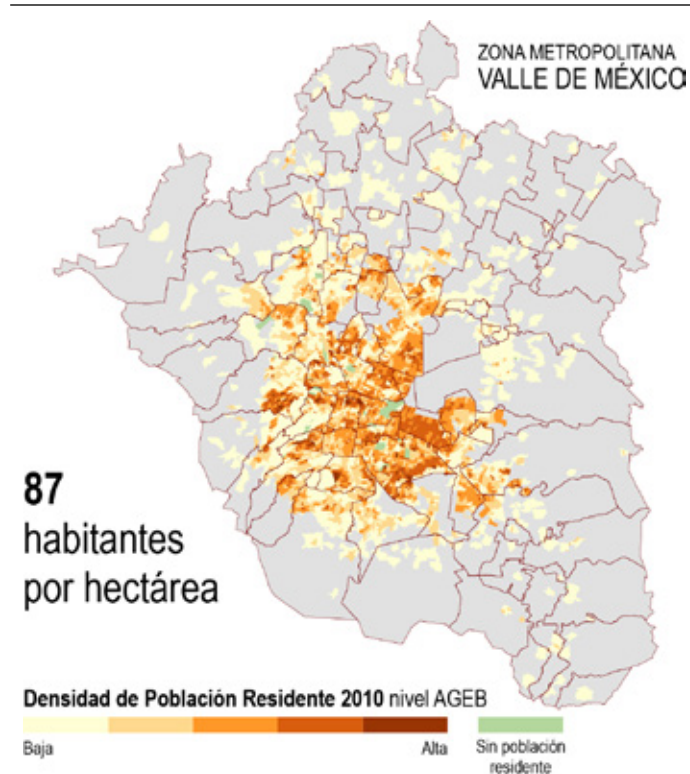 ZONA METROPOLITANA
VALLE DE MÉXICO
87
habitantes
por hectárea
Densidad de Población Residente 2010 nivel AGEB
Baja
Alta
Sin población
residente